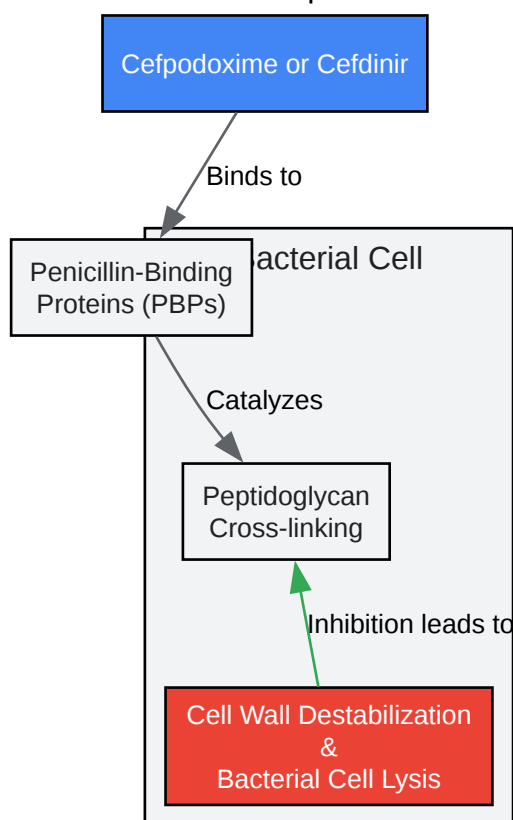 Cefpodoxime or Cefdinir
Binds to
acterial Cell
Penicillin-Binding
Proteins (PBPs)
Catalyzes
Peptidoglycan
Cross-linking
Inhibition leads to
Cell Wall Destabilization
&
Bacterial Cell Lysis